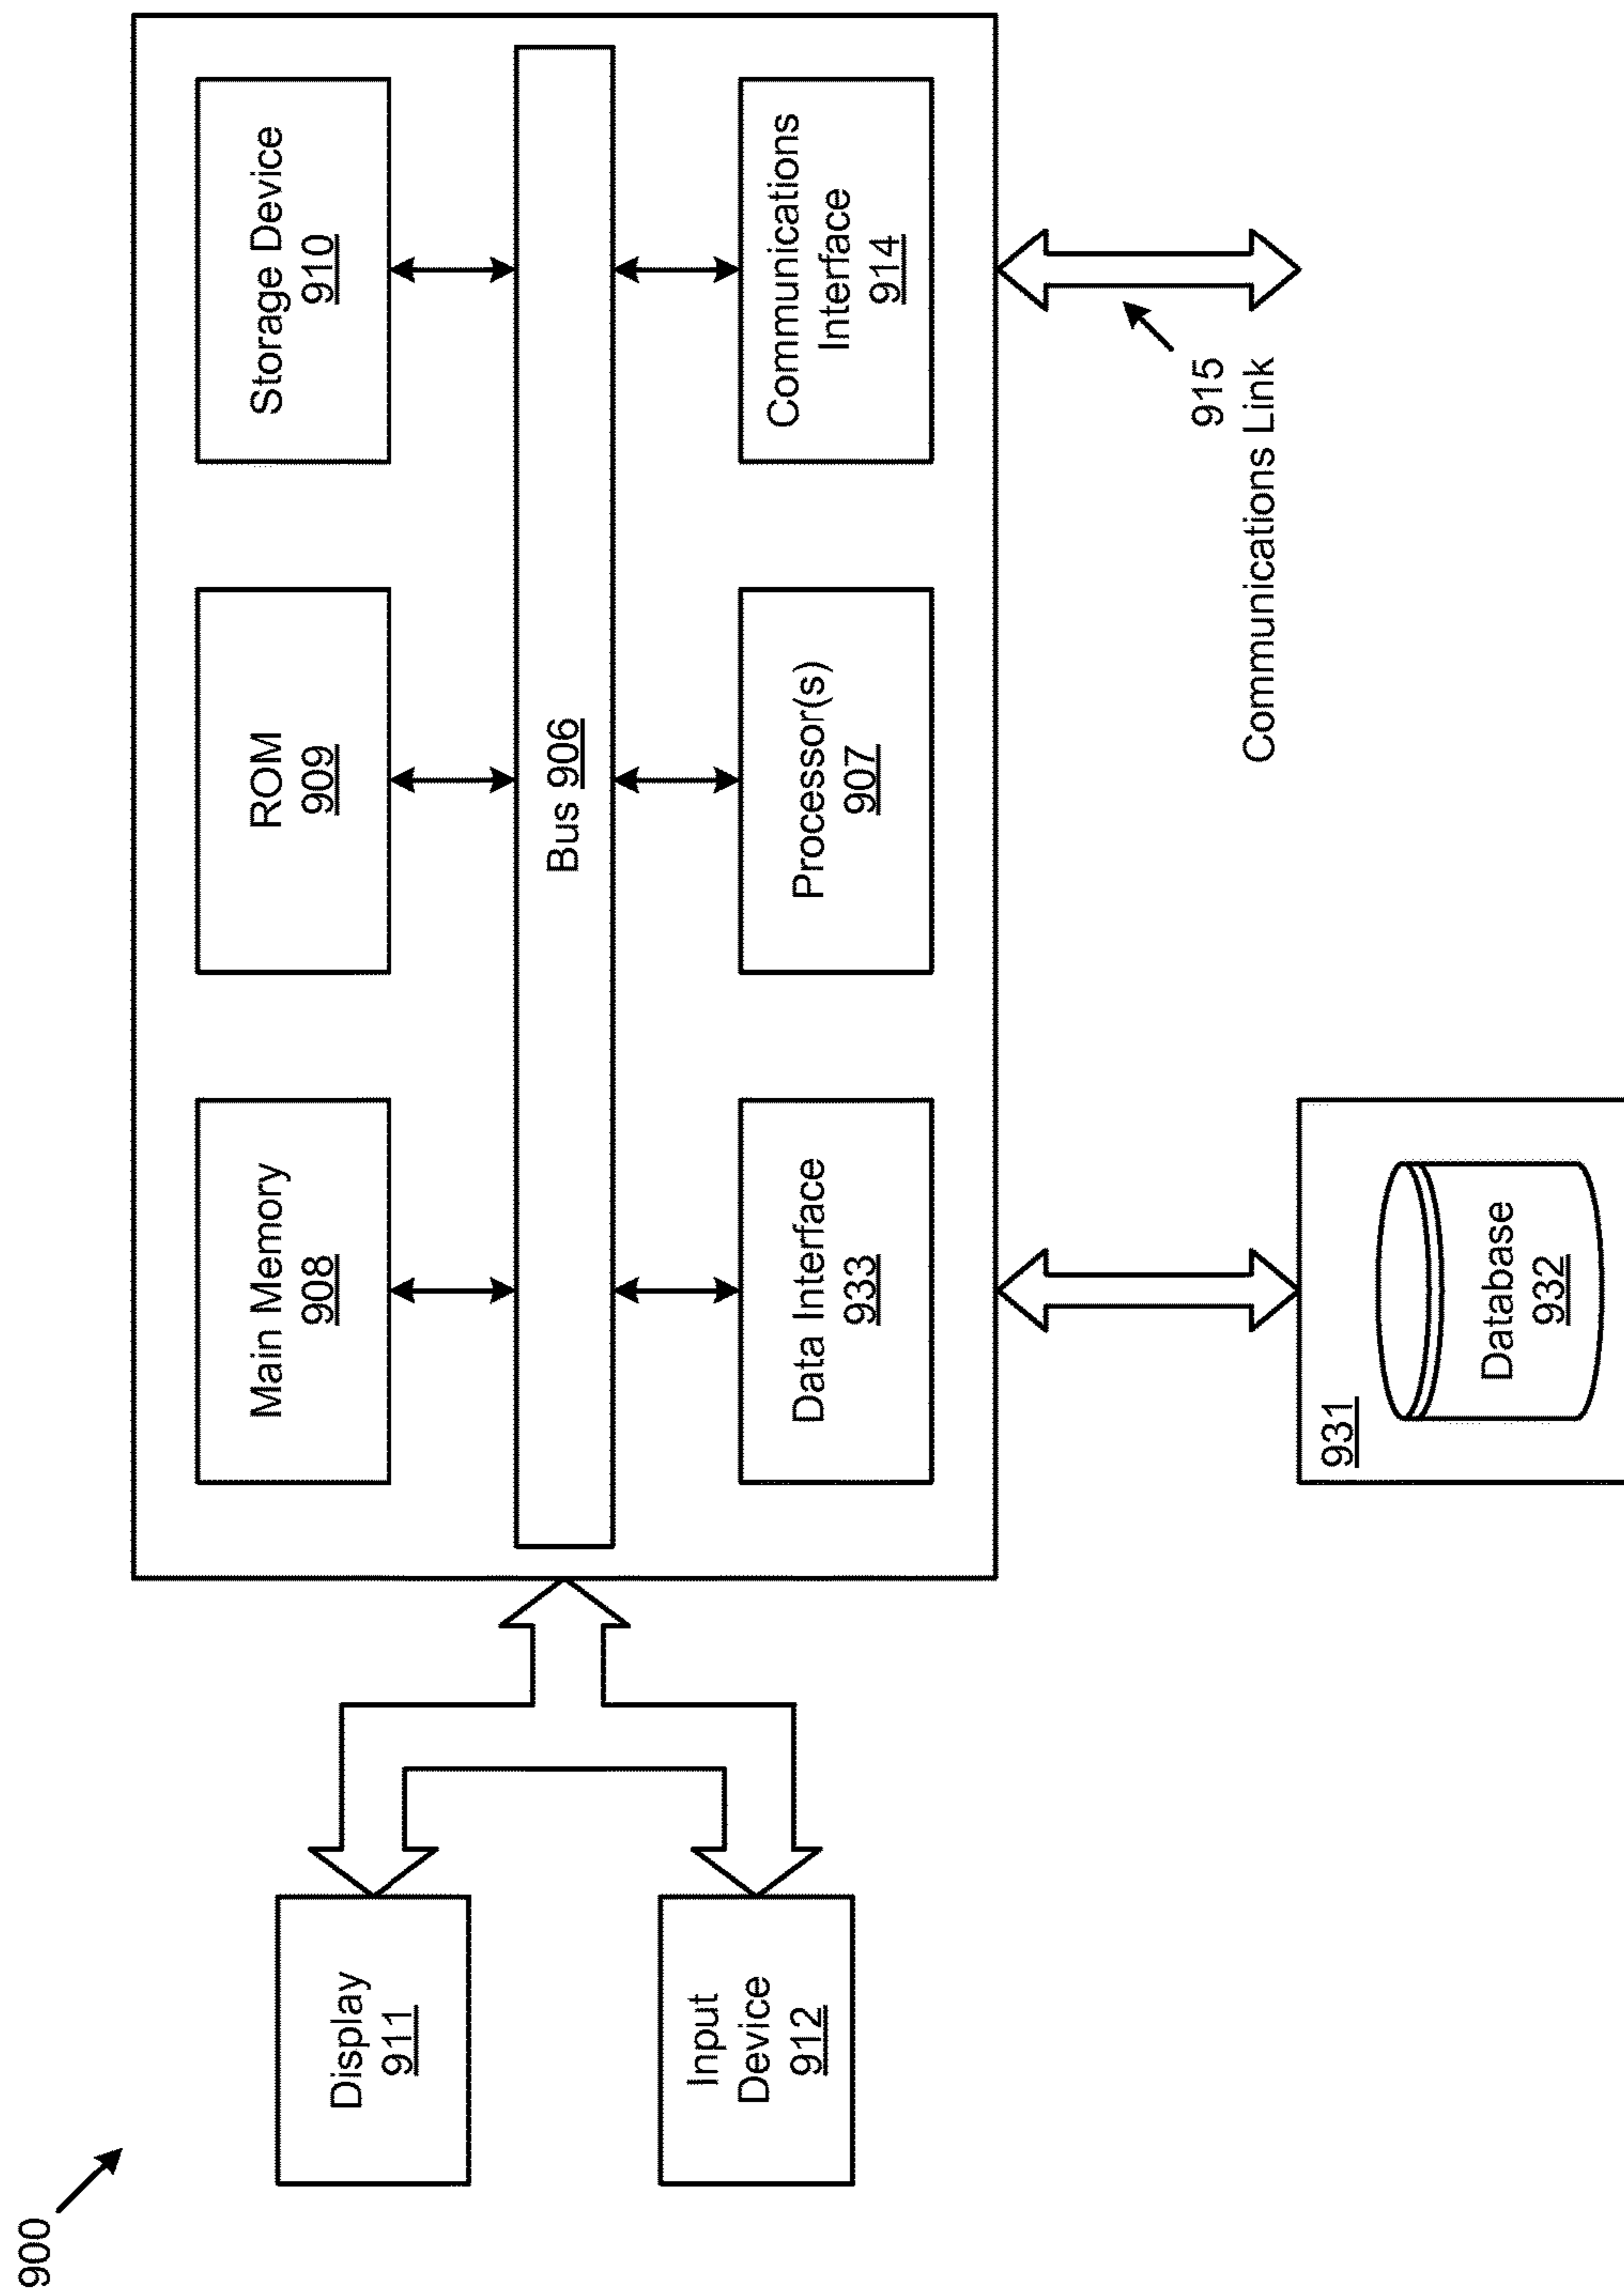 900
Display
911
Input
Device
912
Main Memory
908
ROM
909
Storage Device
910
Bus 906
Data Interface
933
Processor(s)
907
Communications
Interface
914
915
Communications Link
931
Database
932